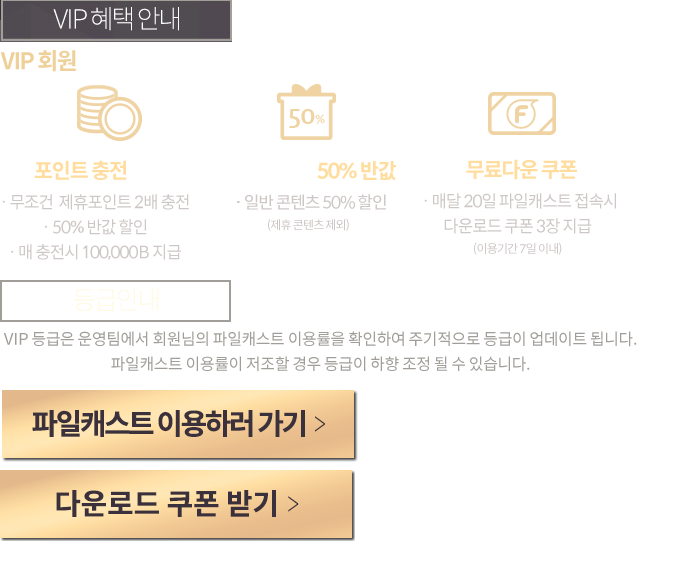 VIP 혜택 안내
VIP 회원
50%
F
포인트 충전
50% 반값
무료다운 쿠폰
· 무조건 제휴포인트 2배 충전
· 50% 반값 할인
· 매 충전시 100,000B 지급
· 일반 콘텐츠 50% 할인
(제휴 콘텐츠 제외)
· 매달 20일 파일캐스트 접속시
다운로드 쿠폰 3장 지급
(이용기간 7일 이내)
등급안내
VIP 등급은 운영팀에서 회원님의 파일캐스트 이용률을 확인하여 주기적으로 등급이 업데이트 됩니다.
파일캐스트 이용률이 저조할 경우 등급이 하향 조정 될 수 있습니다.
파일캐스트 이용하러 가기 >
다운로드 쿠폰 받기 >